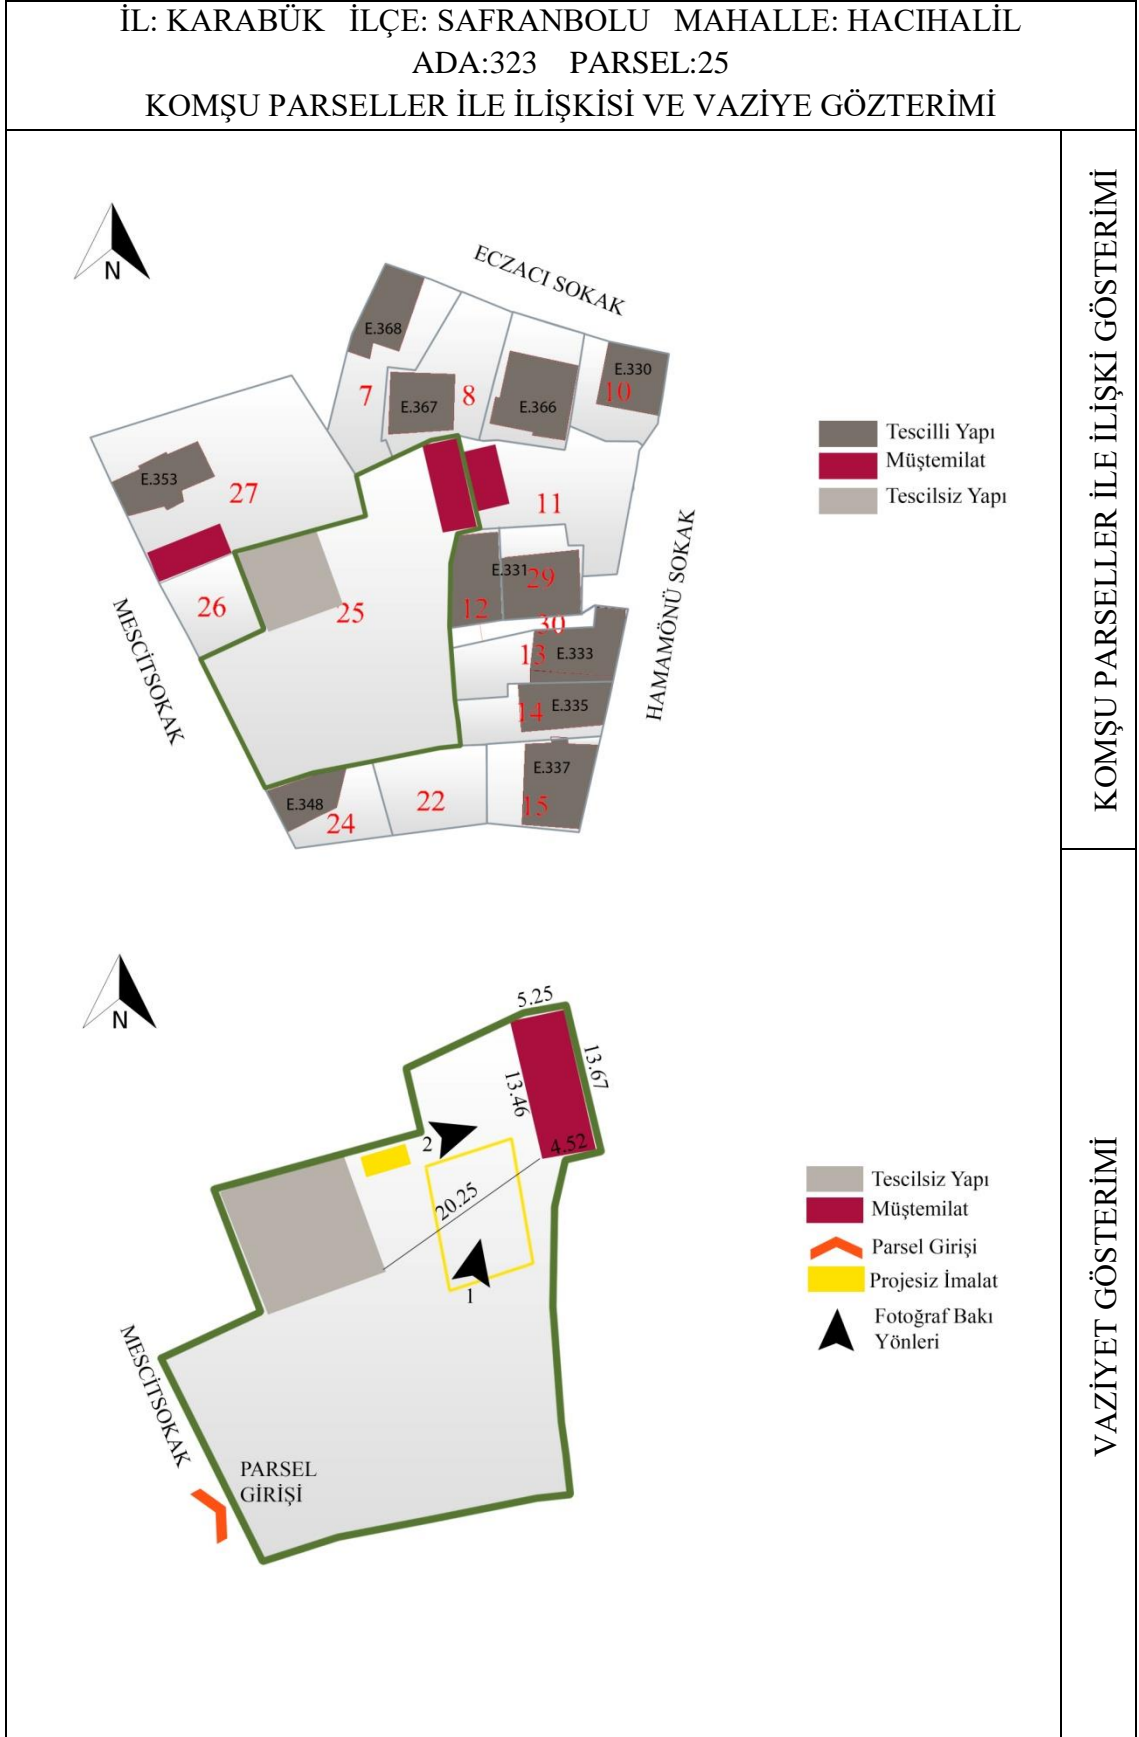 İL: KARABÜK İLÇE: SAFRANBOLU MAHALLE: HACIHALİL
ADA:323 PARSEL:25
KOMŞU PARSELLER İLE İLİŞKİSİ VE VAZİYE GÖZTERİMİ
KOMŞU PARSELLER İLE İLİŞKİ GÖSTERİMİ
N
ECZACI SOKAK
E.368
E.330
7
E.367
8
E.366
10
E.353
27
11
Tescilli Yapı
Müştemilat
Tescilsiz Yapı
E.331
29
26
25
12
30
HAMAMÖNÜ SOKAK
MESCİTSOKAK
13
E.333
14
E.335
E.337
E.348
24
22
15
VAZİYET GÖSTERİMİ
N
5.25
13.67
13.46
2
4.52
20.25
1
Tescilsiz Yapı
Müştemilat
Parsel Girişi
Projesiz İmalat
Fotoğraf Bakı
Yönleri
MESCİTSOKAK
PARSEL
GİRİŞİ